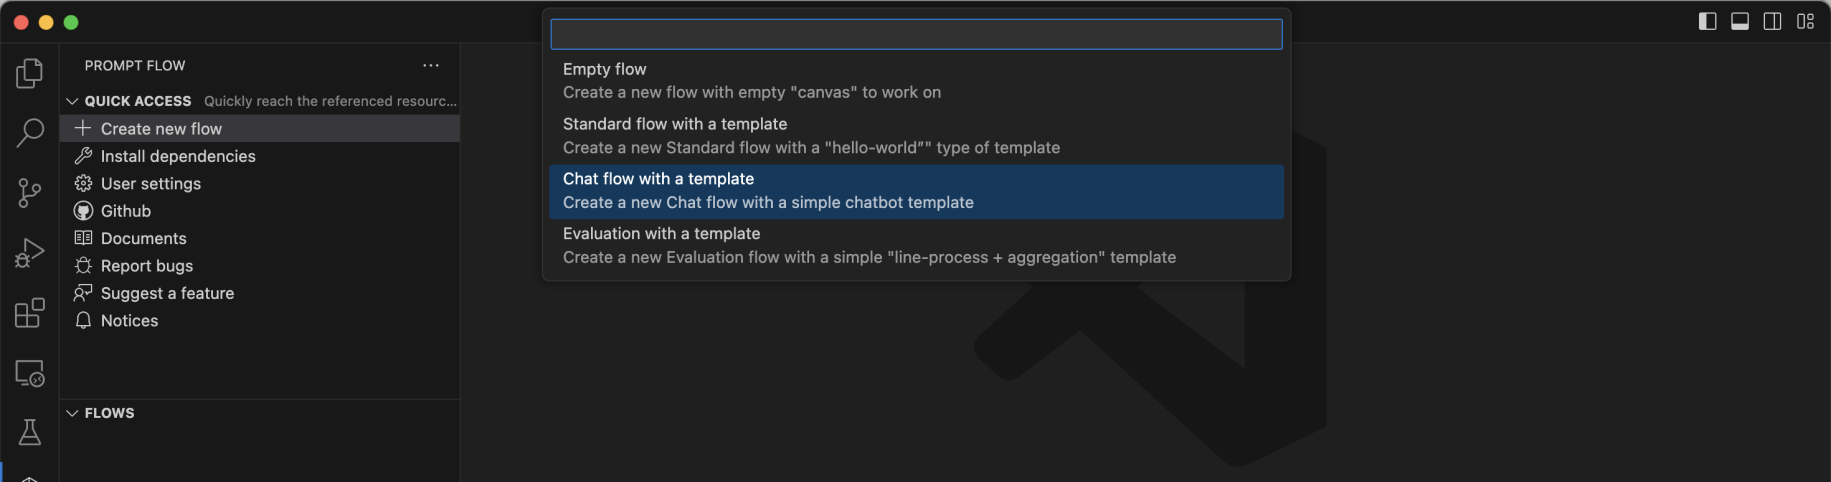 PROMPT FLOW
QUICK ACCESS Quickly reach the referenced resourc...
Create new flow
Install dependencies
User settings
Github
Documents
Report bugs
Suggest a feature
Notices
FLOWS
Empty flow
Create a new flow with empty "canvas" to work on
Standard flow with a template
Create a new Standard flow with a "hello-world”" type of template
Chat flow with a template
Create a new Chat flow with a simple chatbot template
Evaluation with a template
Create a new Evaluation flow with a simple "line-process + aggregation" template